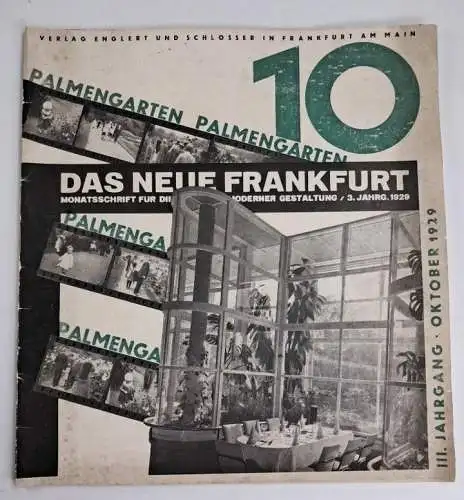 VERLAG ENGLERT UND SCHLOSSER IN FRANKFURT AM MAIN
10
PALMENGARTEN PALMENGARTEN
DAS NEUE FRANKFURT
MONATSSCHRIFT FÜR DIE MODERNER GESTALTUNG / 3. JAHRG. 1929
PALMENGA
PALMENGA
III. JAHRGANG · OKTOBER 1929